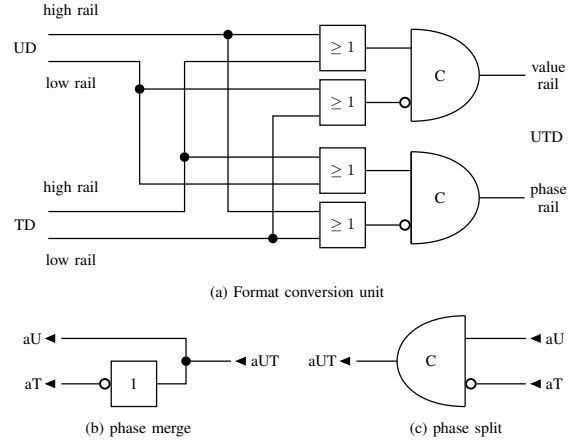 high rail
UD
low rail
high rail
TD
low rail
≥ 1
≥ 1
≥ 1
≥ 1
C
C
value
rail
UTD
phase
rail
(a) Format conversion unit
aU
aT
1
aUT
(b) phase merge
aUT
C
aU
aT
(c) phase split